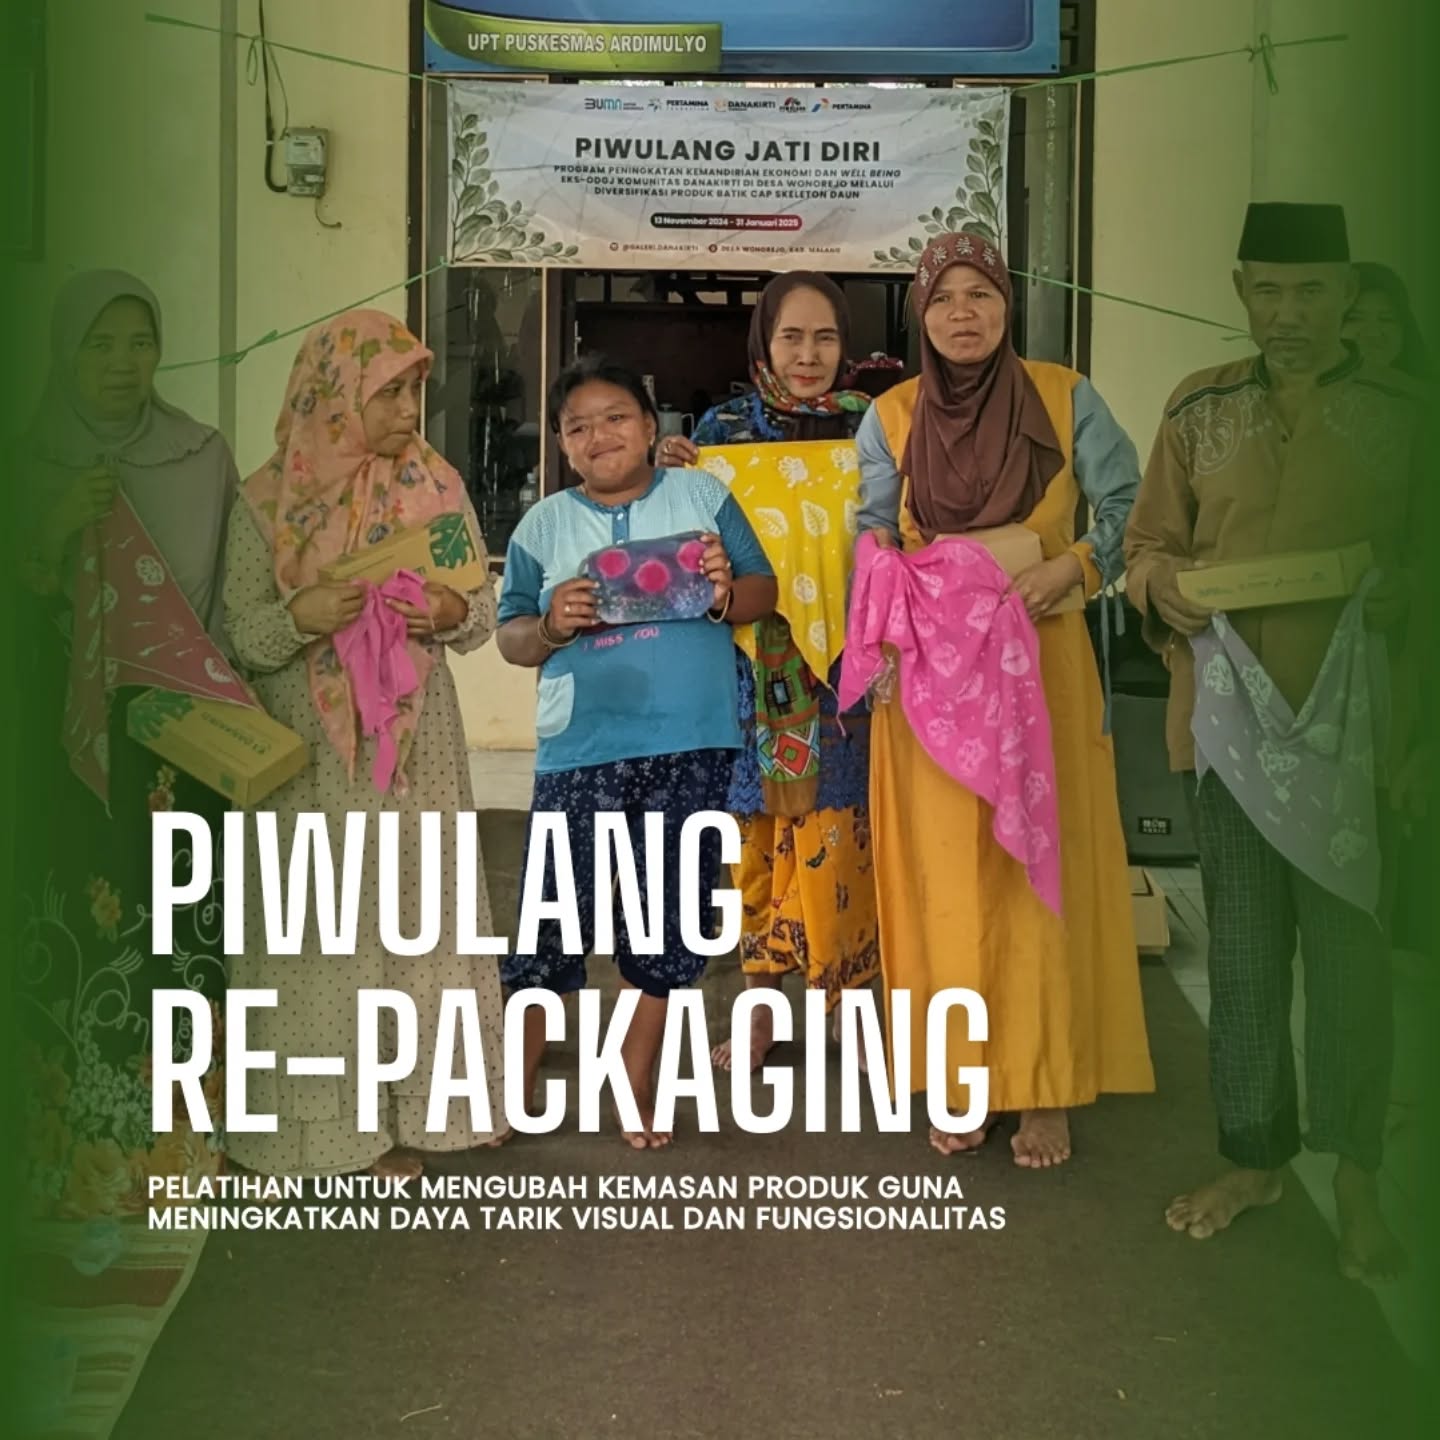 UPT PUSKESMAS ARDIMULYO
BUMN PERTAMINA DANAKIRTI PERTAMINA
PIWULANG JATI DIRI
PROGRAM PENINGKATAN KEMANDIRIAN EKONOMI DAN WELL BEING
EKS-ODGJ KOMUNITAS DANAKIRTI DI DESA WONOREJO MELALUI
DIVERSIFIKASI PRODUK BATIK CAP SKELETON DAUN
13 November 2024 - 31 Januari 2025
@GALERI.DANAKIRTI DESA WONOREJO, KAB. MALANG
I MISS YOU
PIWULANG
RE-PACKAGING
PELATIHAN UNTUK MENGUBAH KEMASAN PRODUK GUNA
MENINGKATKAN DAYA TARIK VISUAL DAN FUNGSIONALITAS